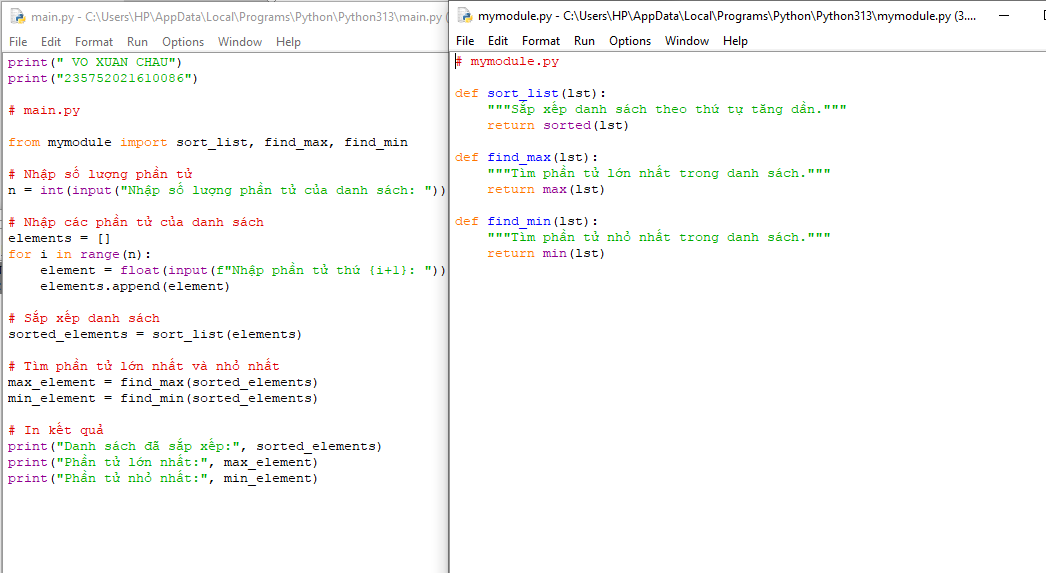 main.py - C:\Users\HP\AppData\Local\Programs\Python\Python313\main.py (
File Edit Format Run Options Window Help
print(" VO XUAN CHAU")
print("235752021610086")
# main.py
from mymodule import sort_list, find_max, find_min
# Nhập số lượng phần tử
n = int(input("Nhập số lượng phần tử của danh sách: "))
# Nhập các phần tử của danh sách
elements = []
for i in range(n):
    element = float(input(f"Nhập phần tử thứ {i+1}: "))
    elements.append(element)
# Sắp xếp danh sách
sorted_elements = sort_list(elements)
# Tìm phần tử lớn nhất và nhỏ nhất
max_element = find_max(sorted_elements)
min_element = find_min(sorted_elements)
# In kết quả
print("Danh sách đã sắp xếp:", sorted_elements)
print("Phần tử lớn nhất:", max_element)
print("Phần tử nhỏ nhất:", min_element)
mymodule.py - C:\Users\HP\AppData\Local\Programs\Python\Python313\mymodule.py (3....
File Edit Format Run Options Window Help
# mymodule.py
def sort_list(lst):
    """Sắp xếp danh sách theo thứ tự tăng dần."""
    return sorted(lst)
def find_max(lst):
    """Tìm phần tử lớn nhất trong danh sách."""
    return max(lst)
def find_min(lst):
    """Tìm phần tử nhỏ nhất trong danh sách."""
    return min(lst)